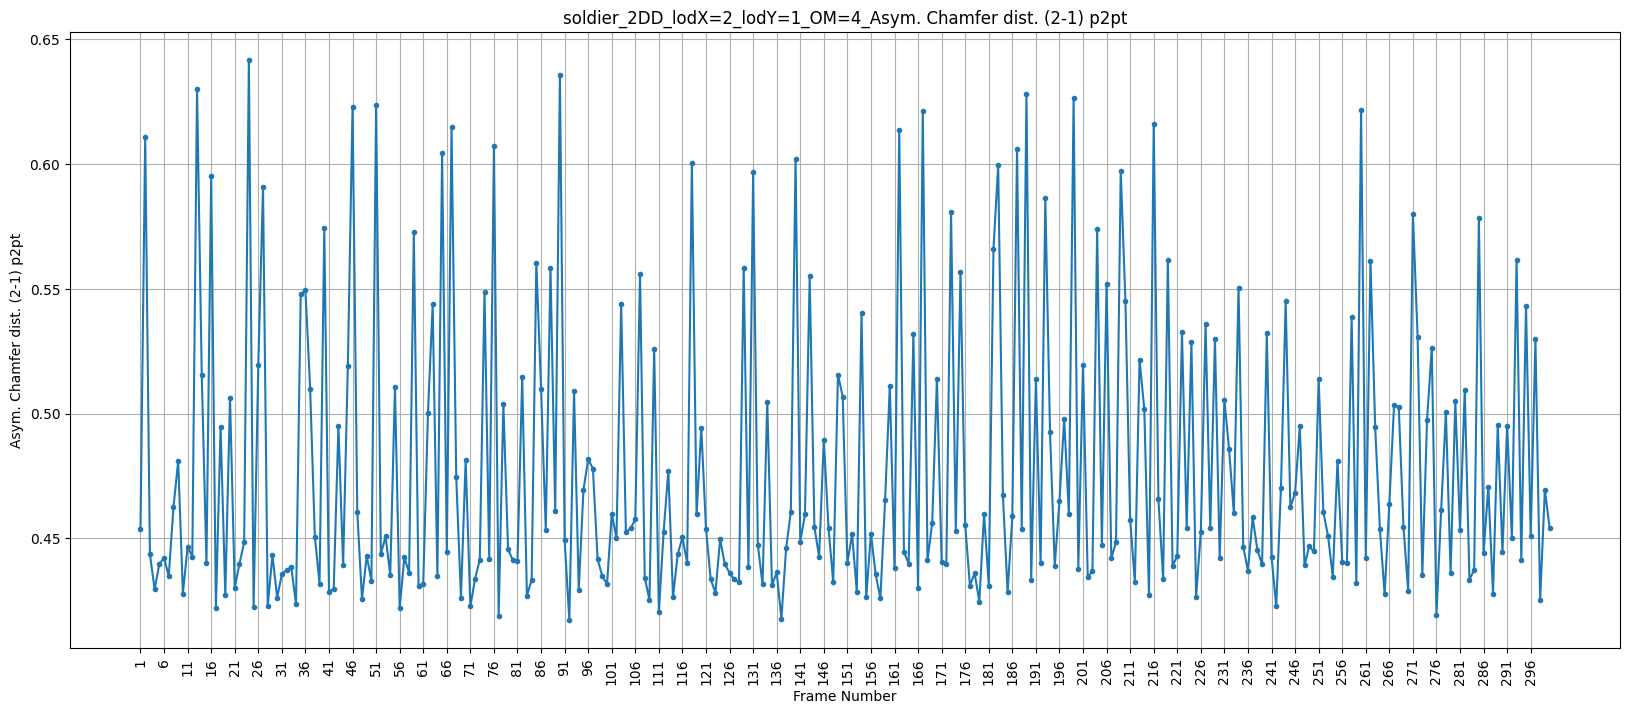 soldier_2DD_lodX=2_lodY=1_OM=4_Asym. Chamfer dist. (2-1) p2pt
Asym. Chamfer dist. (2-1) p2pt
0.65
0.60
0.55
0.50
0.45
1 6 11 16 21 26 31 36 41 46 51 56 61 66 71 76 81 86 91 96 101 106 111 116 121 126 131 136 141 146 151 156 161 166 171 176 181 186 191 196 201 206 211 216 221 226 231 236 241 246 251 256 261 266 271 276 281 286 291 296
Frame Number